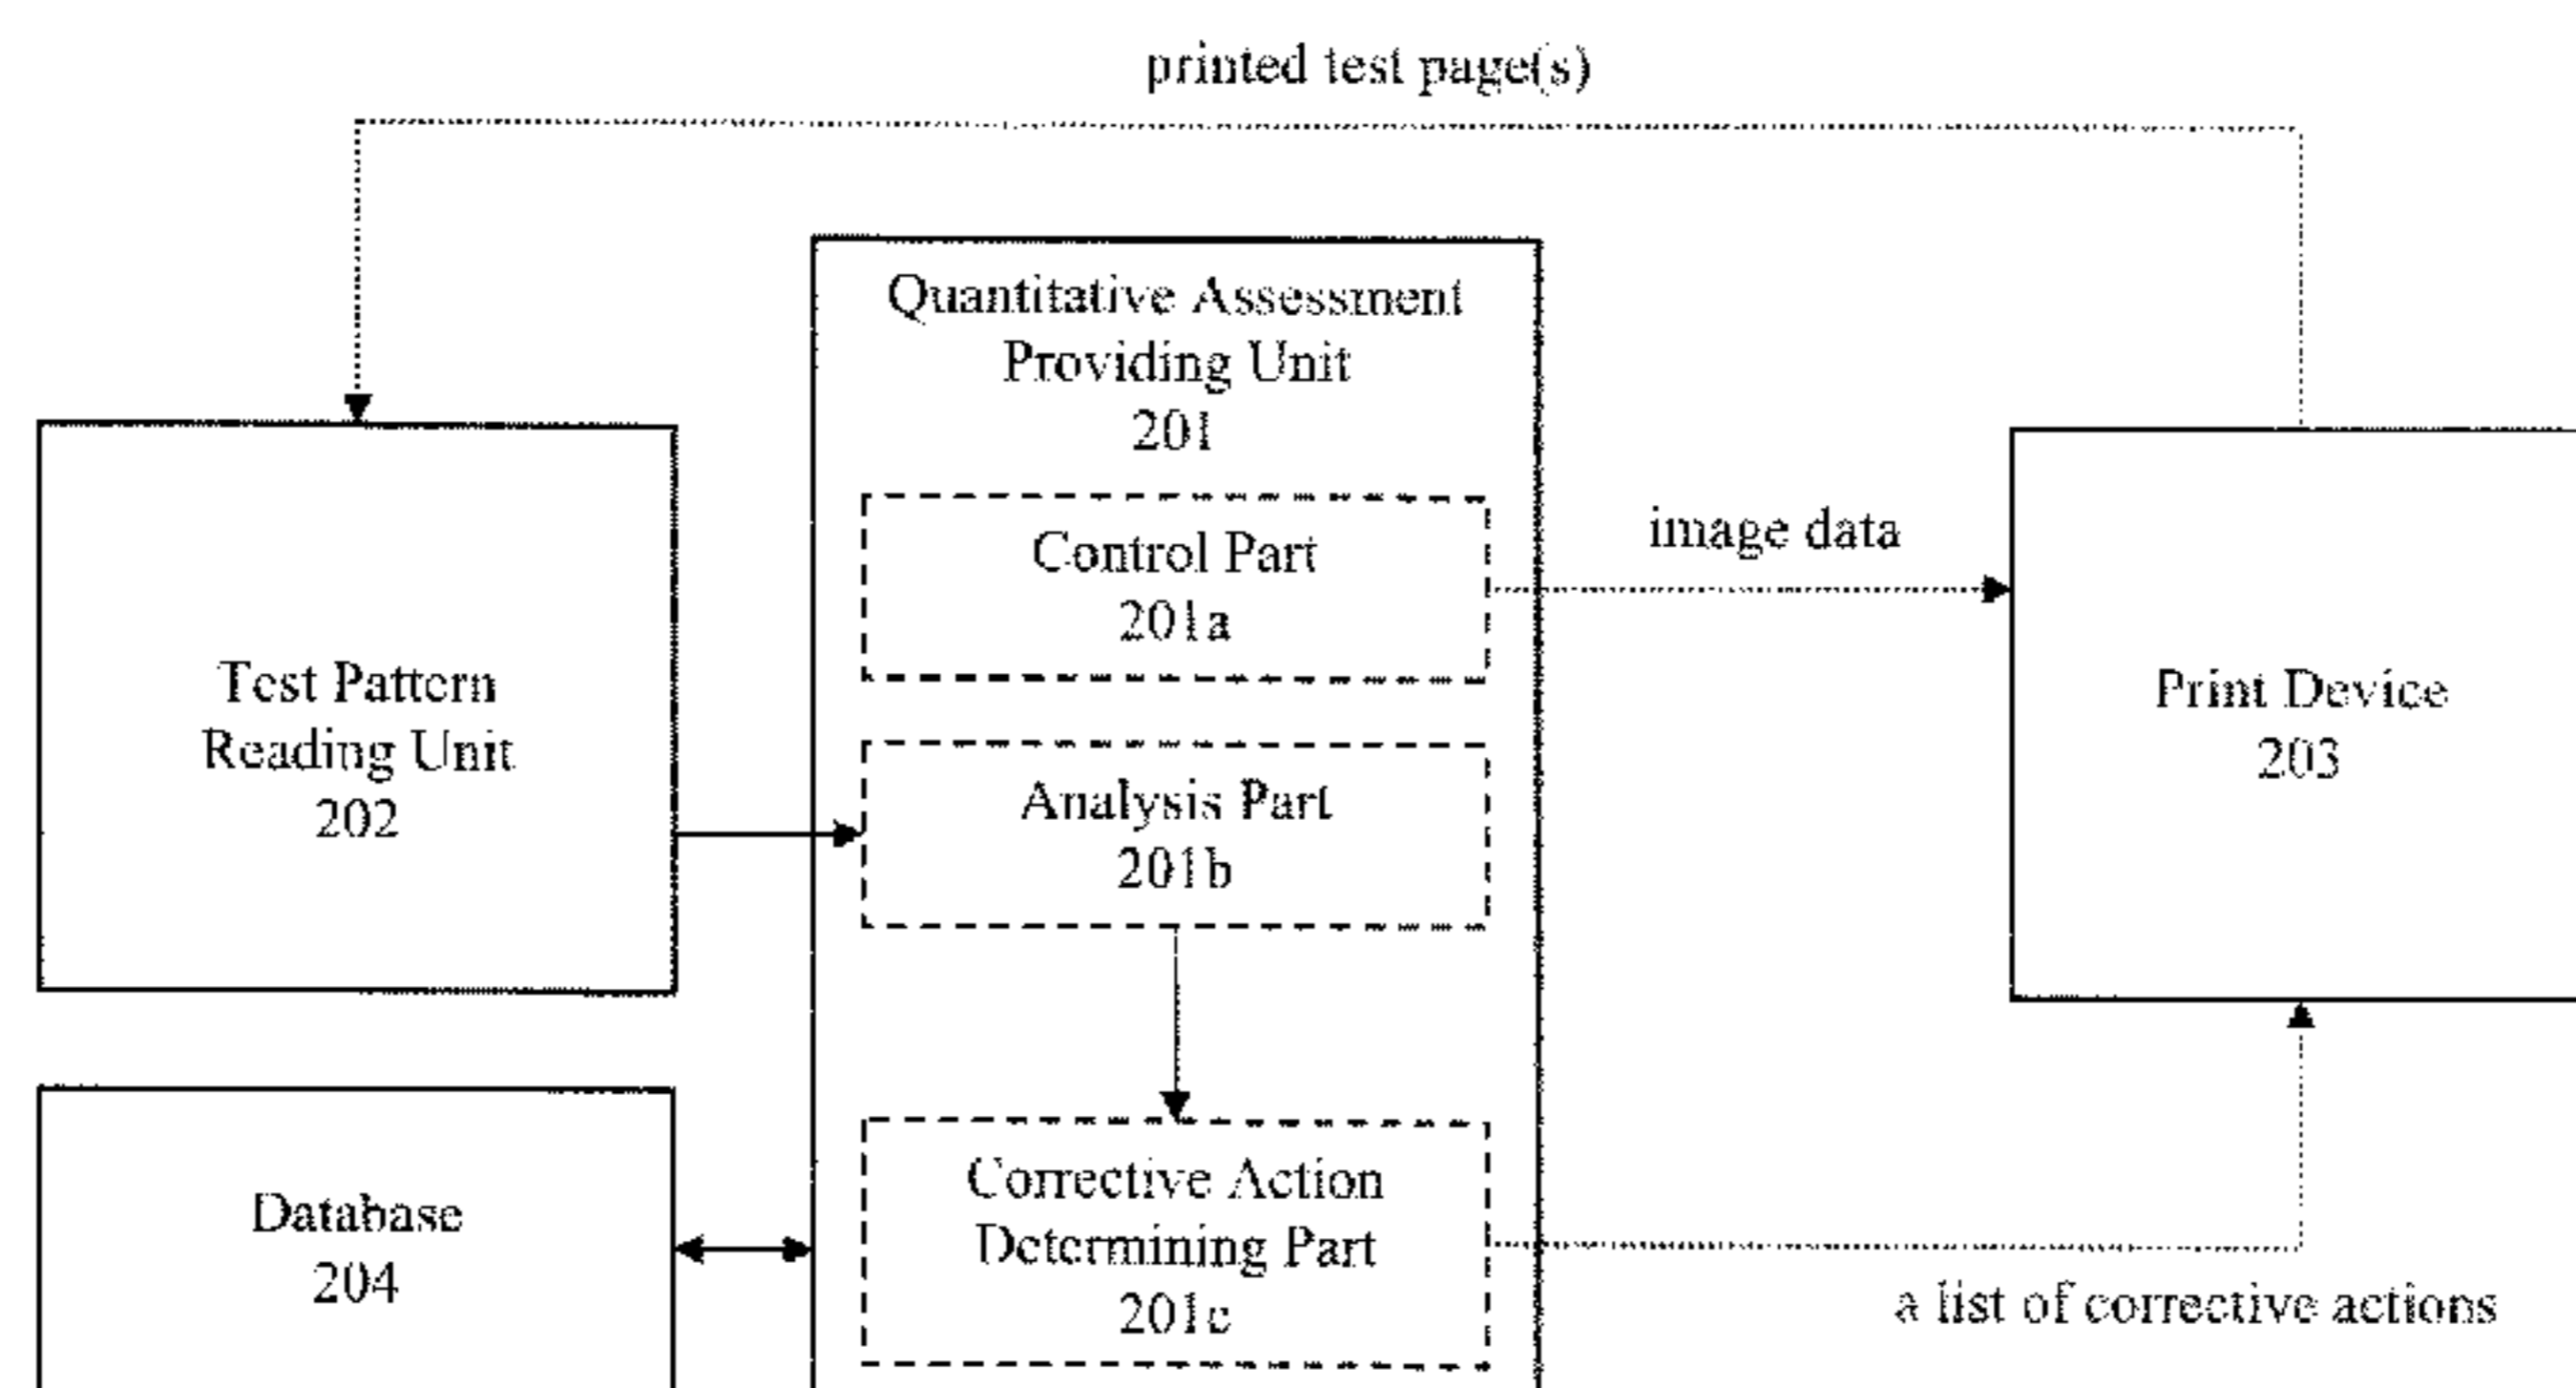 printed test page(s)
Quantitative Assessment
Providing Unit
201
Control Part
201a
image data
Test Pattern
Reading Unit
202
Analysis Part
201b
Print Device
203
Corrective Action
Determining Part
201c
Database
204
a list of corrective actions